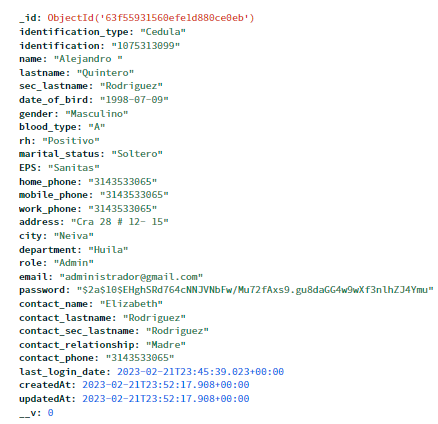 _id: ObjectId('63f55931560efe1d880ce0eb')
identification_type: "Cedula"
identification: "1075313099"
name: "Alejandro "
lastname: "Quintero"
sec_lastname: "Rodriguez"
date_of_bird: "1998-07-09"
gender: "Masculino"
blood_type: "A"
rh: "Positivo"
marital_status: "Soltero"
EPS: "Sanitas"
home_phone: "3143533065"
mobile_phone: "3143533065"
work_phone: "3143533065"
address: "Cra 28 # 12- 15"
city: "Neiva"
department: "Huila"
role: "Admin"
email: "administrador@gmail.com"
password: "$2a$10$EHghSRd764cNNJVNbFw/Mu72fAxs9.gu8daGG4w9wXf3nlhZJ4Ymu"
contact_name: "Elizabeth"
contact_lastname: "Rodriguez"
contact_sec_lastname: "Rodriguez"
contact_relationship: "Madre"
contact_phone: "3143533065"
last_login_date: 2023-02-21T23:45:39.023+00:00
createdAt: 2023-02-21T23:52:17.908+00:00
updatedAt: 2023-02-21T23:52:17.908+00:00
__v: 0